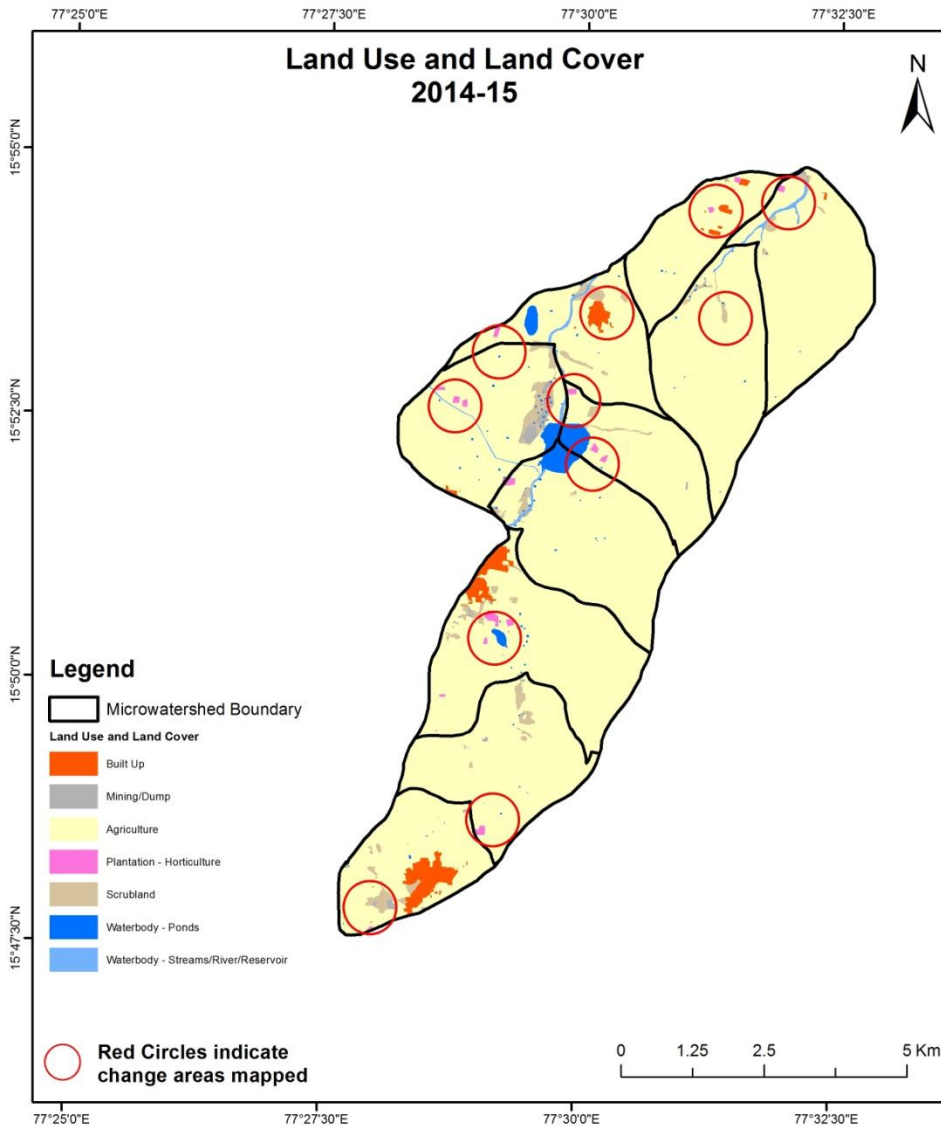 77°25'0"E 77°27'30"E 77°30'0"E 77°32'30"E
Land Use and Land Cover
2014-15
N
15°55'0"N
15°52'30"N
15°50'0"N
15°47'30"N
Legend
Microwatershed Boundary
Land Use and Land Cover
Built Up
Mining/Dump
Agriculture
Plantation - Horticulture
Scrubland
Waterbody - Ponds
Waterbody - Streams/River/Reservoir
Red Circles indicate
change areas mapped
0 1.25 2.5 5 Km
77°25'0"E 77°27'30"E 77°30'0"E 77°32'30"E